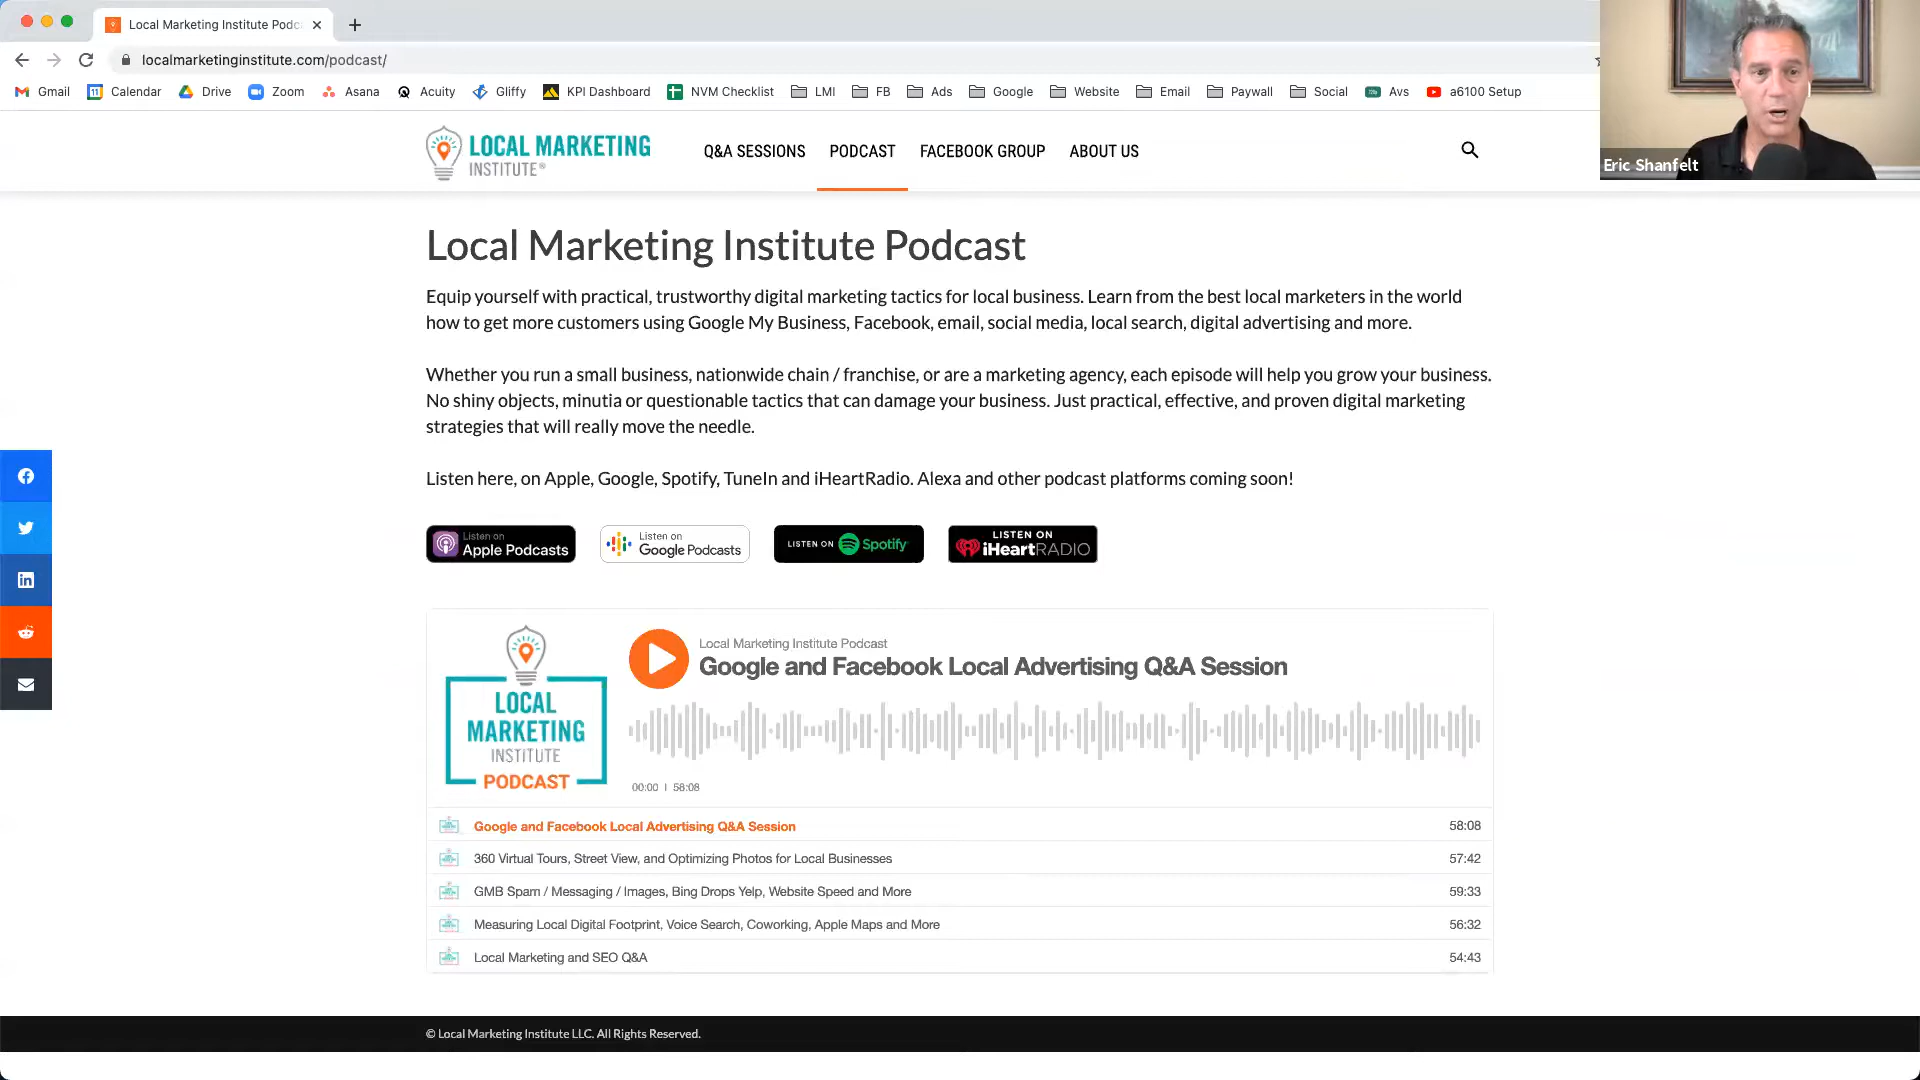 Local Marketing Institute Podc
localmarketinginstitute.com/podcast/
Gmail 11 Calendar Drive Zoom Asana Acuity Gliffy KPI Dashboard NVM Checklist LMI FB Ads Google Website Email Paywall Social Avs a6100 Setup
Eric Shanfelt
LOCAL MARKETING
INSTITUTE®
Q&A SESSIONS PODCAST FACEBOOK GROUP ABOUT US
Local Marketing Institute Podcast
Equip yourself with practical, trustworthy digital marketing tactics for local business. Learn from the best local marketers in the world
how to get more customers using Google My Business, Facebook, email, social media, local search, digital advertising and more.
Whether you run a small business, nationwide chain / franchise, or are a marketing agency, each episode will help you grow your business.
No shiny objects, minutia or questionable tactics that can damage your business. Just practical, effective, and proven digital marketing
strategies that will really move the needle.
Listen here, on Apple, Google, Spotify, TuneIn and iHeartRadio. Alexa and other podcast platforms coming soon!
Listen on
Apple Podcasts
Listen on
Google Podcasts
LISTEN ON Spotify
LISTEN ON
iHeartRADIO
LOCAL
MARKETING
INSTITUTE
PODCAST
Local Marketing Institute Podcast
Google and Facebook Local Advertising Q&A Session
00:00 | 58:08
Google and Facebook Local Advertising Q&A Session 58:08
360 Virtual Tours, Street View, and Optimizing Photos for Local Businesses 57:42
GMB Spam / Messaging / Images, Bing Drops Yelp, Website Speed and More 59:33
Measuring Local Digital Footprint, Voice Search, Coworking, Apple Maps and More 56:32
Local Marketing and SEO Q&A 54:43
© Local Marketing Institute LLC. All Rights Reserved.